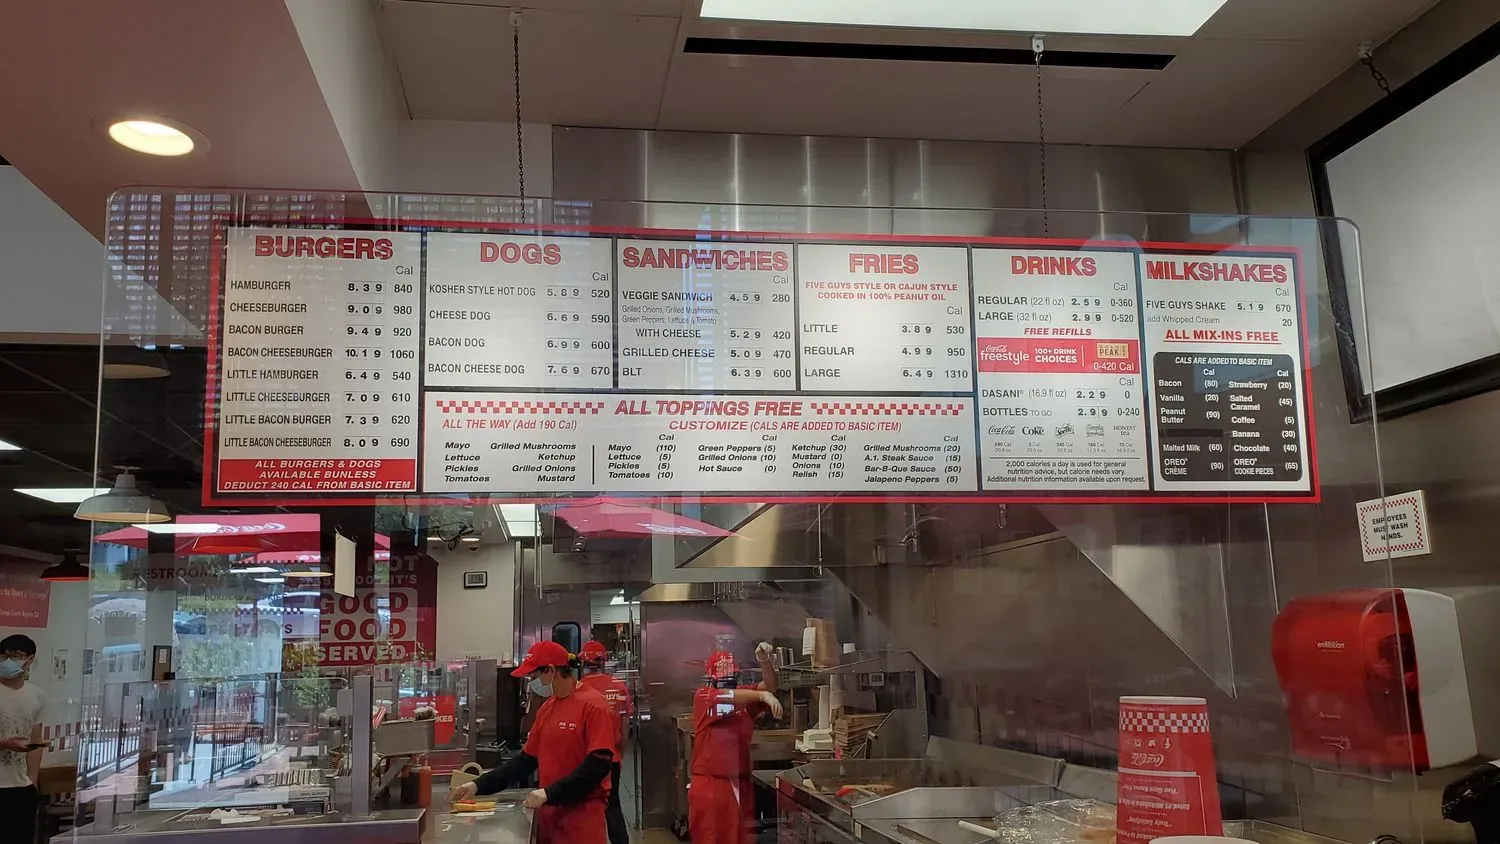 BURGERS
Cal
HAMBURGER 8.39 840
CHEESEBURGER 9.09 980
BACON BURGER 9.49 920
BACON CHEESEBURGER 10.19 1060
LITTLE HAMBURGER 6.49 540
LITTLE CHEESEBURGER 7.09 610
LITTLE BACON BURGER 7.39 620
LITTLE BACON CHEESEBURGER 8.09 690
ALL BURGERS & DOGS
AVAILABLE BUNLESS
DEDUCT 240 CAL FROM BASIC ITEM
DOGS
Cal
KOSHER STYLE HOT DOG 5.89 520
CHEESE DOG 6.69 590
BACON DOG 6.99 600
BACON CHEESE DOG 7.69 670
SANDWICHES
Cal
VEGGIE SANDWICH 4.59 280
Grilled Onions, Grilled Mushrooms,
Green Peppers, Lettuce & Tomato
WITH CHEESE 5.29 420
GRILLED CHEESE 5.09 470
BLT 6.39 600
FRIES
FIVE GUYS STYLE OR CAJUN STYLE
COOKED IN 100% PEANUT OIL
Cal
LITTLE 3.89 530
REGULAR 4.99 950
LARGE 6.49 1310
ALL TOPPINGS FREE
ALL THE WAY (Add 190 Cal)
Mayo Grilled Mushrooms
Lettuce Ketchup
Pickles Grilled Onions
Tomatoes Mustard
CUSTOMIZE (CALS ARE ADDED TO BASIC ITEM)
Cal Cal Cal Cal
Mayo (110) Green Peppers (5) Ketchup (30) Grilled Mushrooms (20)
Lettuce (5) Grilled Onions (10) Mustard (0) A.1. Steak Sauce (15)
Pickles (5) Hot Sauce (0) Onions (10) Bar-B-Que Sauce (50)
Tomatoes (10) Relish (15) Jalapeno Peppers (5)
DRINKS
Cal
REGULAR (22 fl oz) 2.59 0-360
LARGE (32 fl oz) 2.99 0-520
FREE REFILLS
Coca-Cola
freestyle
100+ DRINK
CHOICES
PEAK
0-420 Cal
Cal
DASANI® (16.9 fl oz) 2.29 0
BOTTLES TO GO 2.99 0-240
Coca-Cola Coke Sprite HONEST
TEA
2,000 calories a day is used for general
nutrition advice, but calorie needs vary.
Additional nutrition information available upon request.
MILKSHAKES
Cal
FIVE GUYS SHAKE 5.19 670
add Whipped Cream 20
ALL MIX-INS FREE
CALS ARE ADDED TO BASIC ITEM
Cal Cal
Bacon (80) Strawberry (20)
Vanilla (20) Salted Caramel (45)
Peanut Butter (90) Coffee (5)
Banana (30)
Malted Milk (60) Chocolate (40)
OREO® CRÈME (90) OREO® COOKIE PIECES (65)
EMPLOYEES
MUST WASH
HANDS.
enMotion
RESTROOM
GOOD
FOOD
SERVED
Coca-Cola